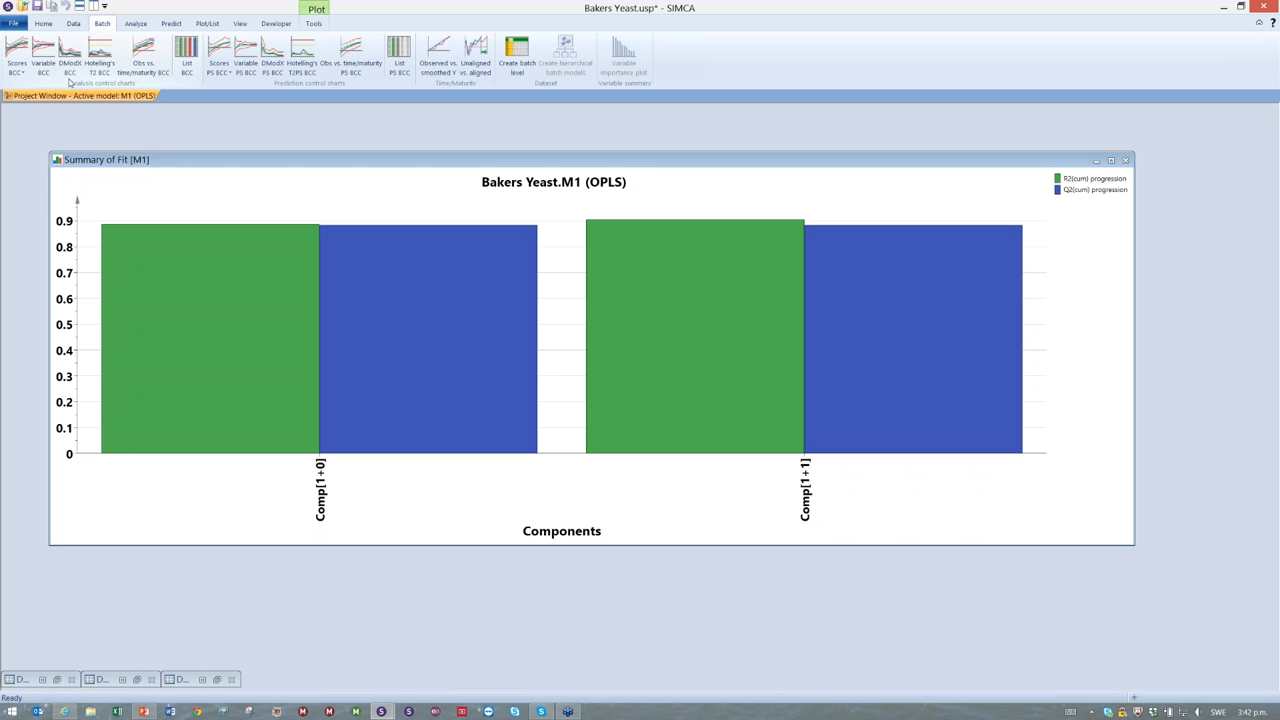 Plot
Bakers Yeast.usp* - SIMCA
File Home Data Batch Analyze Predict Plot/List View Developer Tools
Scores BCC
Variable BCC
DModX BCC
Hotelling's T2 BCC
Obs vs. time/maturity BCC
List BCC
Scores PS BCC
Variable PS BCC
DModX PS BCC
Hotelling's T2PS BCC
Obs vs. time/maturity PS BCC
List PS BCC
Observed vs. smoothed Y
Unaligned vs. aligned
Create batch level
Create hierarchical batch models
Variable importance plot
Analysis control charts
Prediction control charts
Time/Maturity
Dataset
Variable summary
Project Window - Active model: M1 (OPLS)
Summary of Fit [M1]
Bakers Yeast.M1 (OPLS)
R2(cum) progression
Q2(cum) progression
0.9
0.8
0.7
0.6
0.5
0.4
0.3
0.2
0.1
0
Comp[1+0]
Comp[1+1]
Components
D...
D...
D...
Ready
SWE
3:42 p.m.